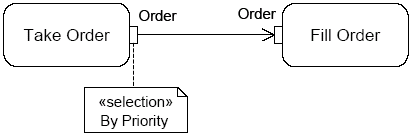 Order
Order
Take Order
Fill Order
«selection»
By Priority